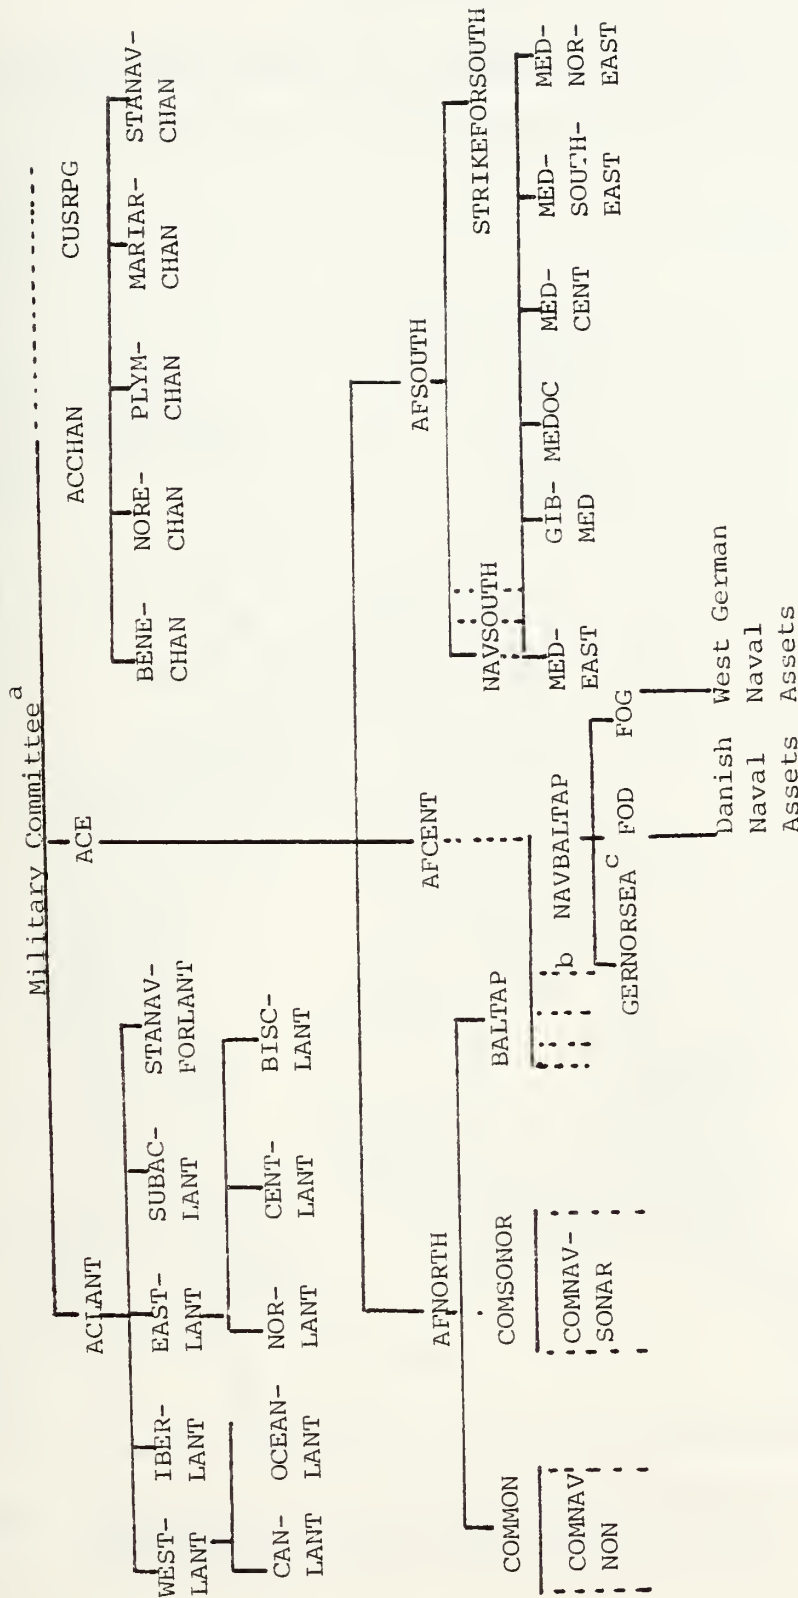 Military Committee a
ACLANT
ACE
ACCHAN
CUSRPG
WEST-
LANT
IBER-
LANT
EAST-
LANT
SUBAC-
LANT
STANAV-
FORLANT
BENE-
CHAN
NORE-
CHAN
PLYM-
CHAN
MARIAR-
CHAN
STANAV-
CHAN
CAN-
LANT
OCEAN-
LANT
NOR-
LANT
CENT-
LANT
BISC-
LANT
AFNORTH
AFCENT
AFSOUTH
COMMON
COMSONOR
BALTAP
NAVSOUTH
STRIKEFORSOUTH
COMNAV
NON
COMNAV-
SONAR
b
NAVBALTAP
GERNORSEA c
FOD
FOG
MED-
EAST
GIB-
MED
MEDOC
MED-
CENT
MED-
SOUTH-
EAST
MED-
NOR-
EAST
Danish
Naval
Assets
West German
Naval
Assets